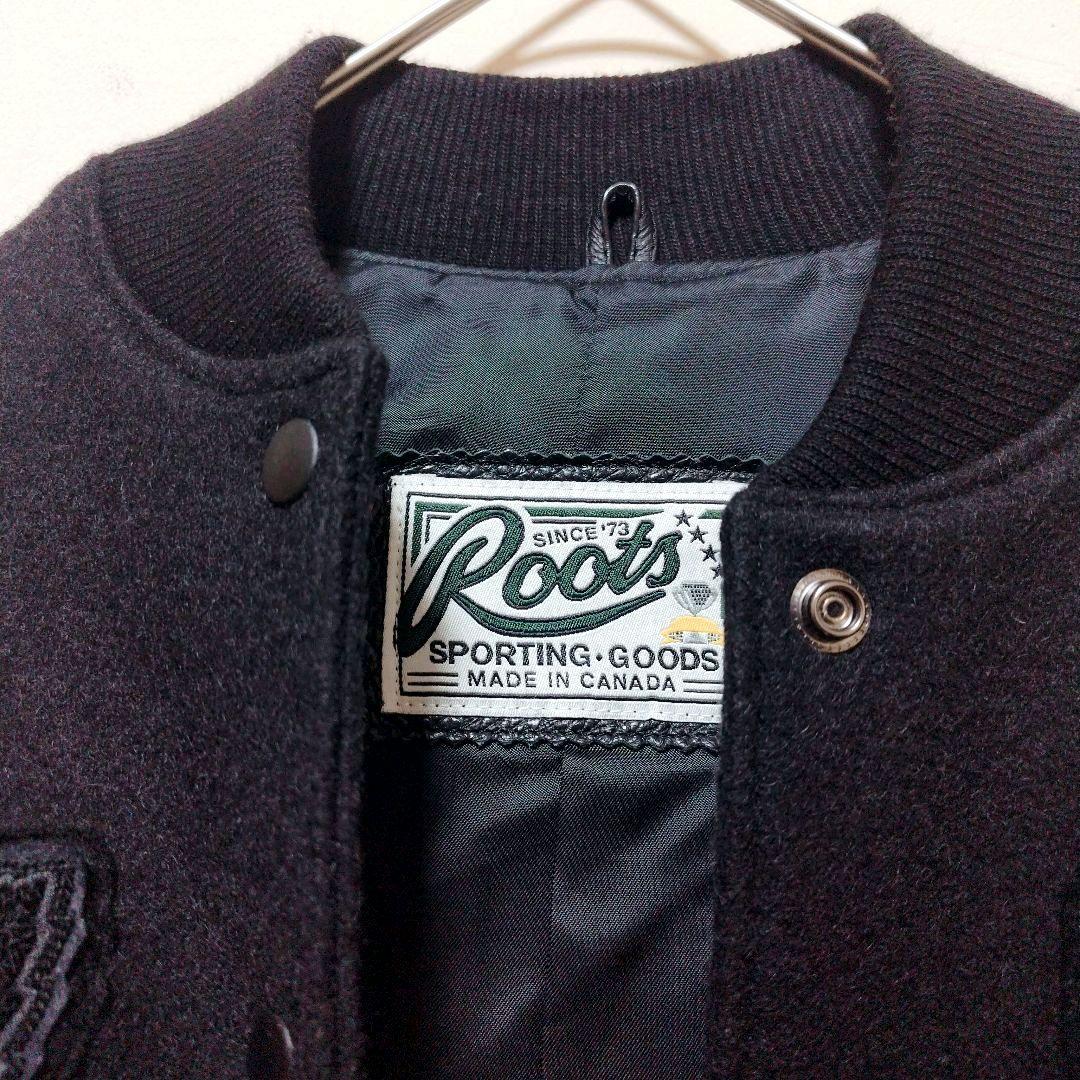 SINCE '73
Roots
SPORTING·GOODS
MADE IN CANADA